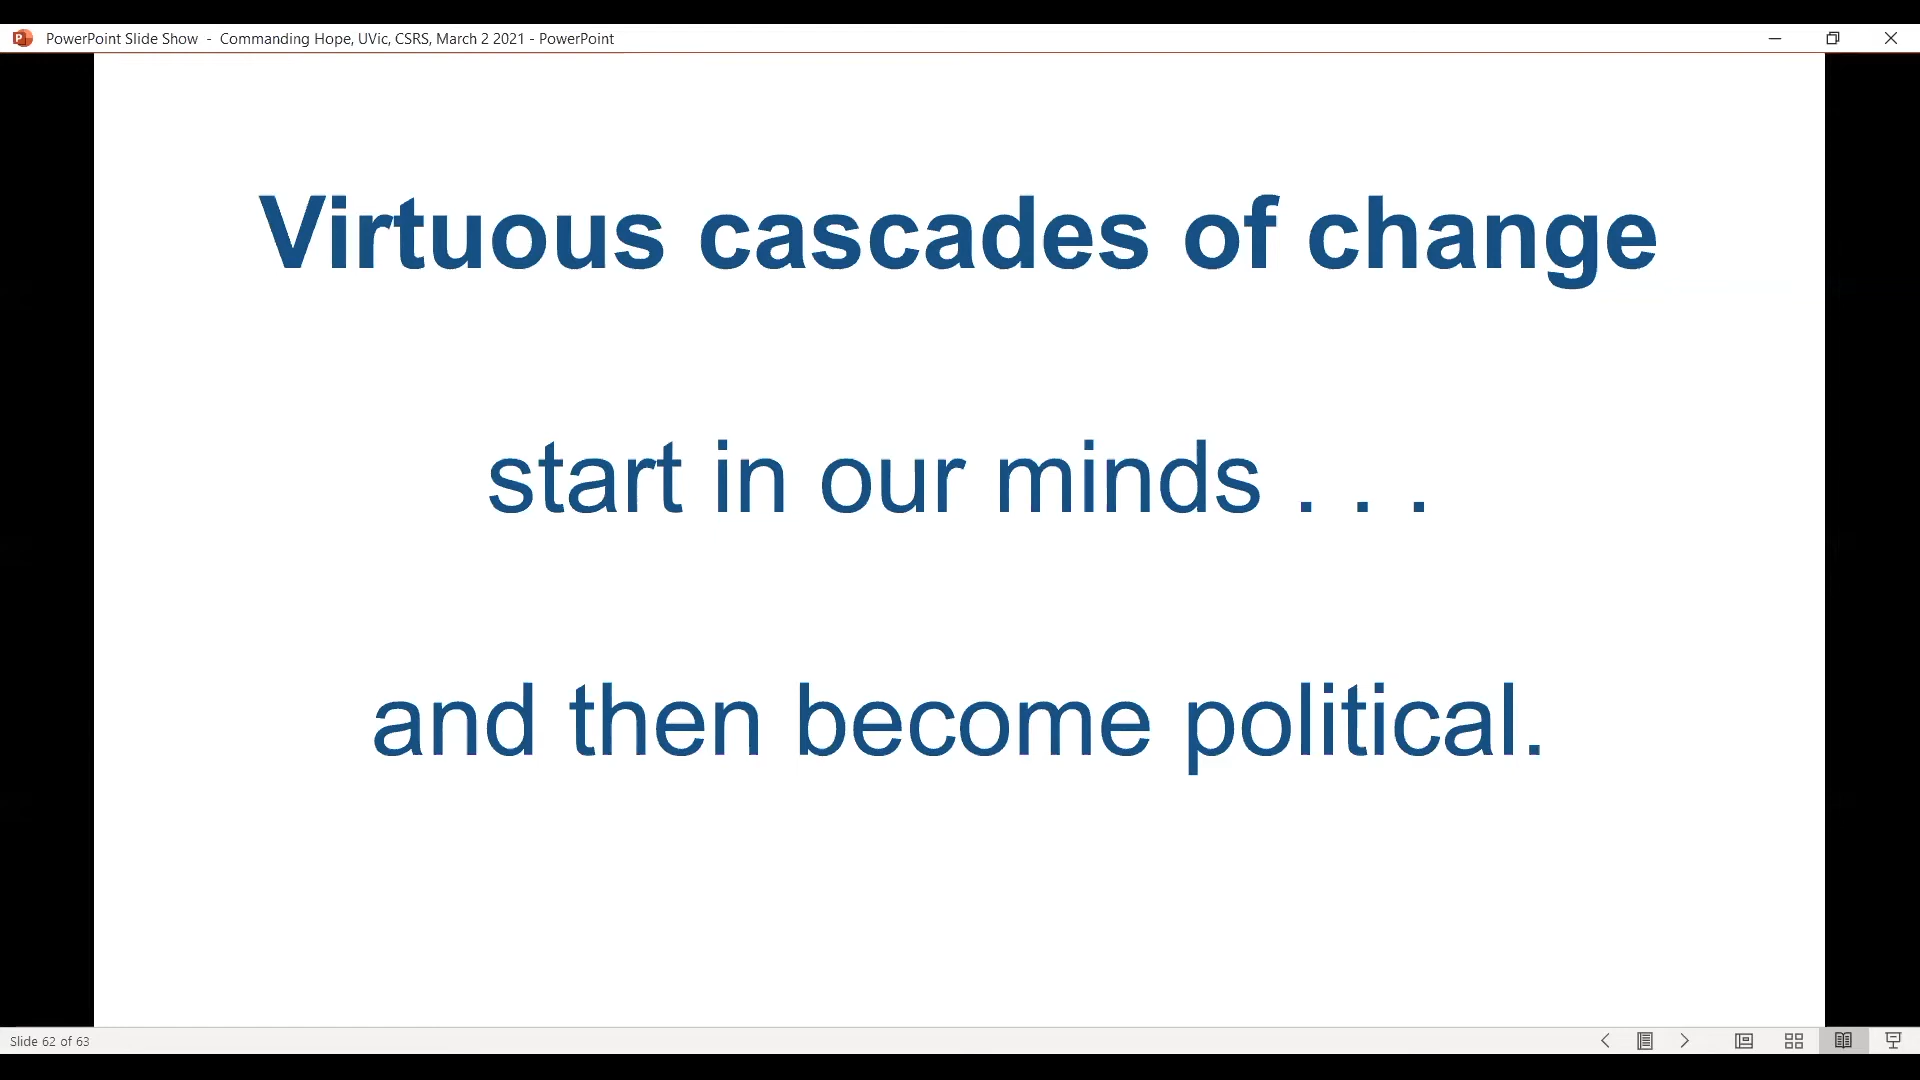 PowerPoint Slide Show - Commanding Hope, UVic, CSRS, March 2 2021 - PowerPoint
Virtuous cascades of change
start in our minds . . .
and then become political.
Slide 62 of 63